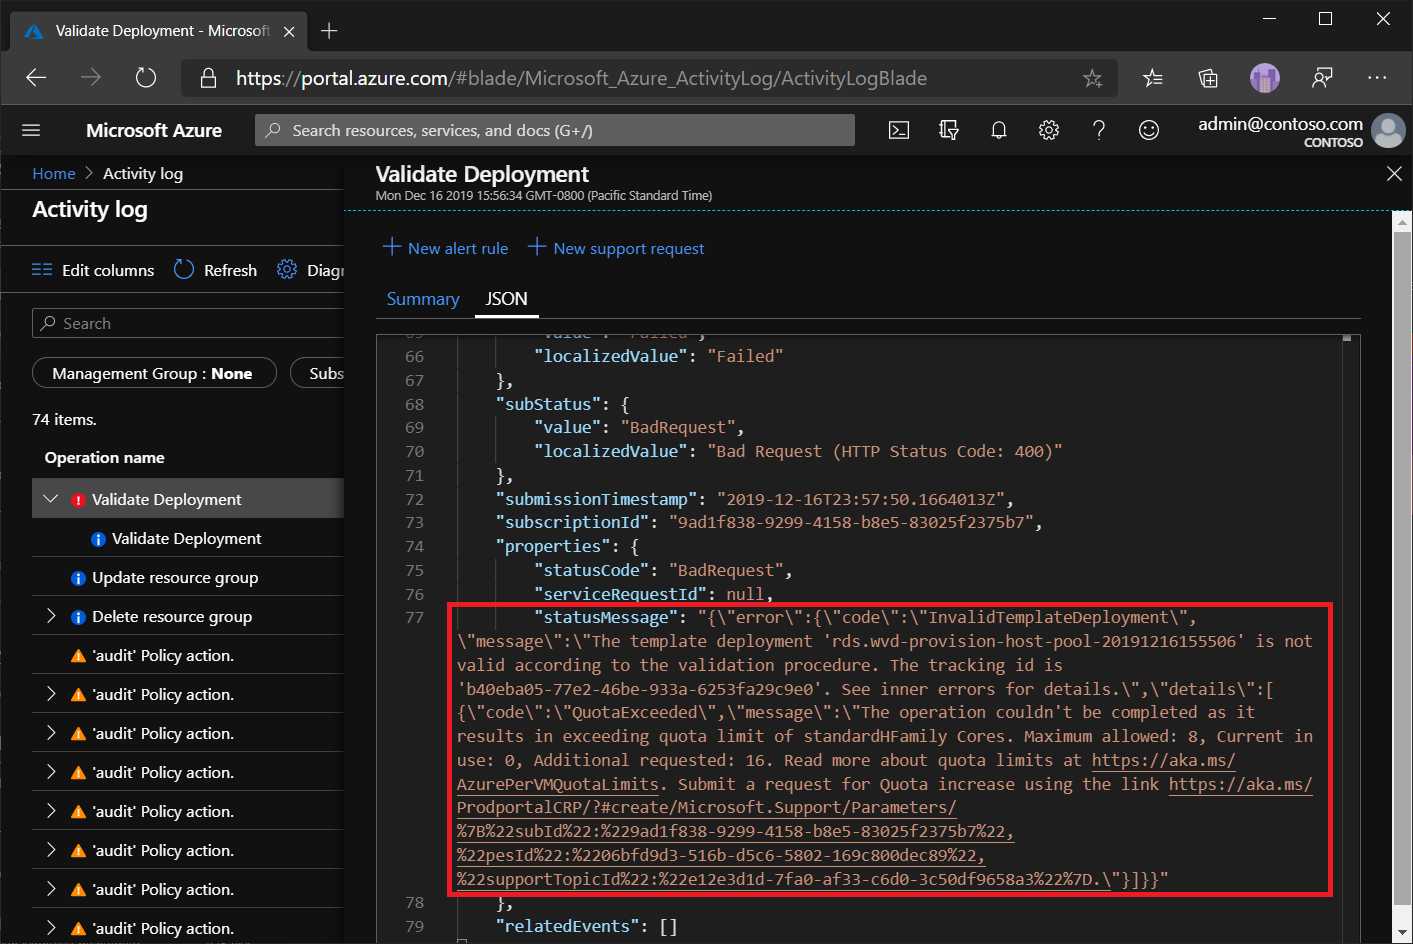 Validate Deployment - Microsoft
https://portal.azure.com/#blade/Microsoft_Azure_ActivityLog/ActivityLogBlade
Microsoft Azure
Search resources, services, and docs (G+/)
admin@contoso.com
CONTOSO
Home > Activity log
Activity log
Edit columns
Refresh
Diagn
Search
Management Group : None
Subs
74 items.
Operation name
Validate Deployment
Validate Deployment
Update resource group
Delete resource group
'audit' Policy action.
'audit' Policy action.
'audit' Policy action.
'audit' Policy action.
'audit' Policy action.
'audit' Policy action.
'audit' Policy action.
'audit' Policy action.
Validate Deployment
Mon Dec 16 2019 15:56:34 GMT-0800 (Pacific Standard Time)
New alert rule
New support request
Summary
JSON
65 "value": "Failed",
66 "localizedValue": "Failed"
67 },
68 "subStatus": {
69 "value": "BadRequest",
70 "localizedValue": "Bad Request (HTTP Status Code: 400)"
71 },
72 "submissionTimestamp": "2019-12-16T23:57:50.1664013Z",
73 "subscriptionId": "9ad1f838-9299-4158-b8e5-83025f2375b7",
74 "properties": {
75 "statusCode": "BadRequest",
76 "serviceRequestId": null,
77 "statusMessage": "{\"error\":{\"code\":\"InvalidTemplateDeployment\",
\"message\":\"The template deployment 'rds.wvd-provision-host-pool-20191216155506' is not
valid according to the validation procedure. The tracking id is
'b40eba05-77e2-46be-933a-6253fa29c9e0'. See inner errors for details.\",\"details\":[
{\"code\":\"QuotaExceeded\",\"message\":\"The operation couldn't be completed as it
results in exceeding quota limit of standardHFamily Cores. Maximum allowed: 8, Current in
use: 0, Additional requested: 16. Read more about quota limits at https://aka.ms/
AzurePerVMQuotaLimits. Submit a request for Quota increase using the link https://aka.ms/
ProdportalCRP/?#create/Microsoft.Support/Parameters/
%7B%22subId%22:%229ad1f838-9299-4158-b8e5-83025f2375b7%22,
%22pesId%22:%2206bfd9d3-516b-d5c6-5802-169c800dec89%22,
%22supportTopicId%22:%22e12e3d1d-7fa0-af33-c6d0-3c50df9658a3%22%7D.\"}]}}"
78 },
79 "relatedEvents": []